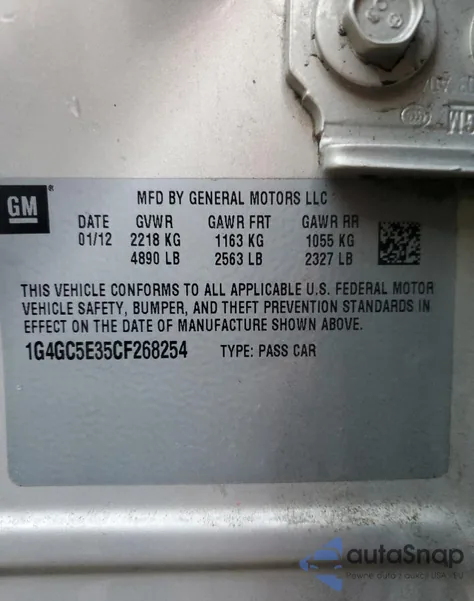 GM
®
MFD BY GENERAL MOTORS LLC
DATE GVWR GAWR FRT GAWR RR
01/12 2218 KG 1163 KG 1055 KG
4890 LB 2563 LB 2327 LB
THIS VEHICLE CONFORMS TO ALL APPLICABLE U.S. FEDERAL MOTOR
VEHICLE SAFETY, BUMPER, AND THEFT PREVENTION STANDARDS IN
EFFECT ON THE DATE OF MANUFACTURE SHOWN ABOVE.
1G4GC5E35CF268254 TYPE: PASS CAR
GM
autaSnap